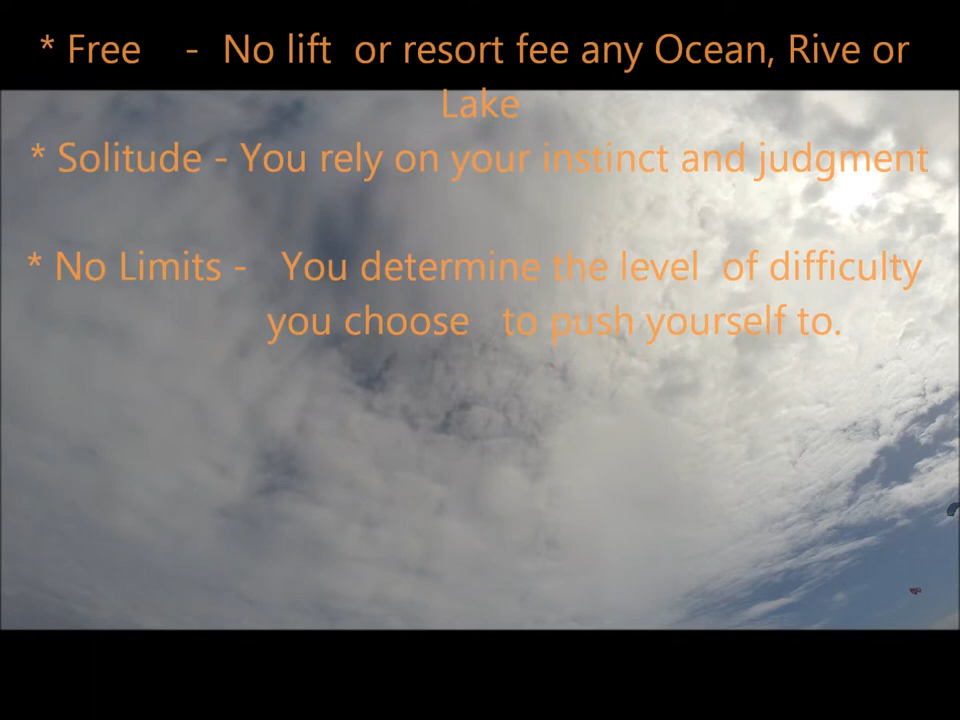 * Free - No lift or resort fee any Ocean, Rive or
Lake
* Solitude - You rely on your instinct and judgment
* No Limits - You determine the level of difficulty
you choose to push yourself to.